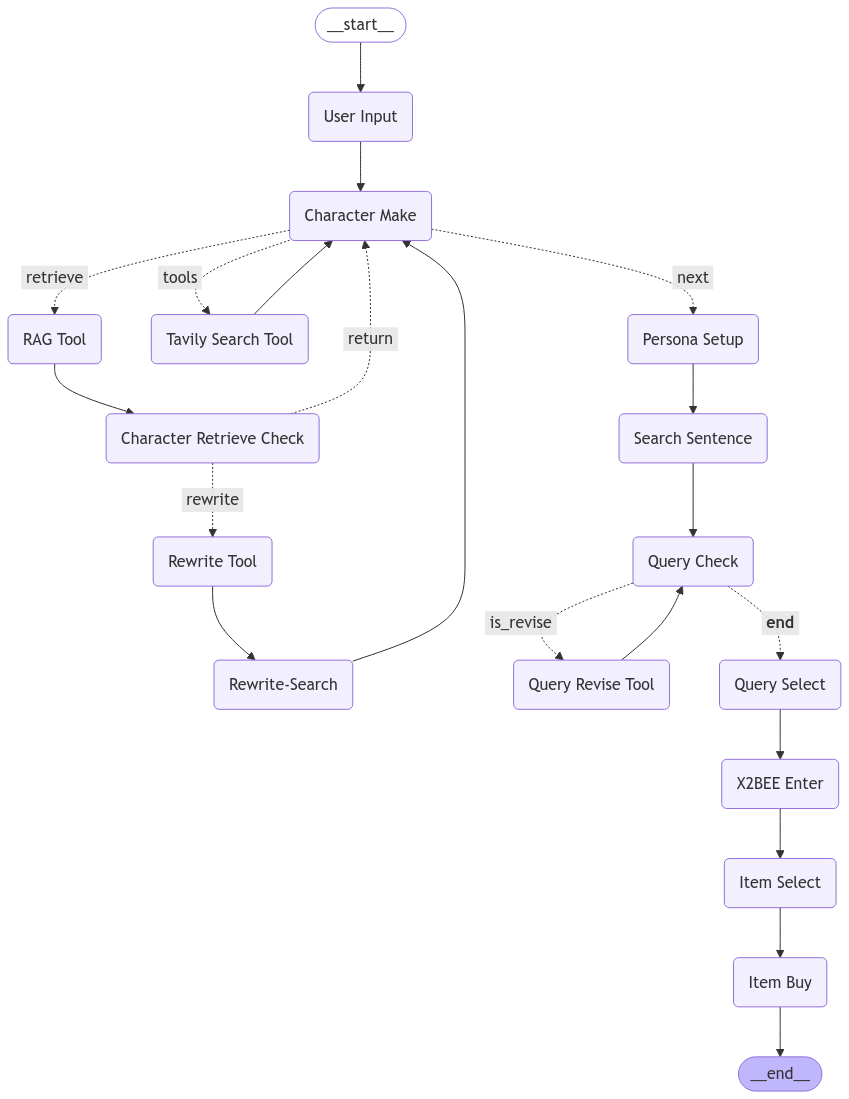 __start__
User Input
Character Make
retrieve
tools
next
RAG Tool
Tavily Search Tool
return
Persona Setup
Character Retrieve Check
Search Sentence
rewrite
Rewrite Tool
Query Check
is_revise
end
Rewrite-Search
Query Revise Tool
Query Select
X2BEE Enter
Item Select
Item Buy
__end__